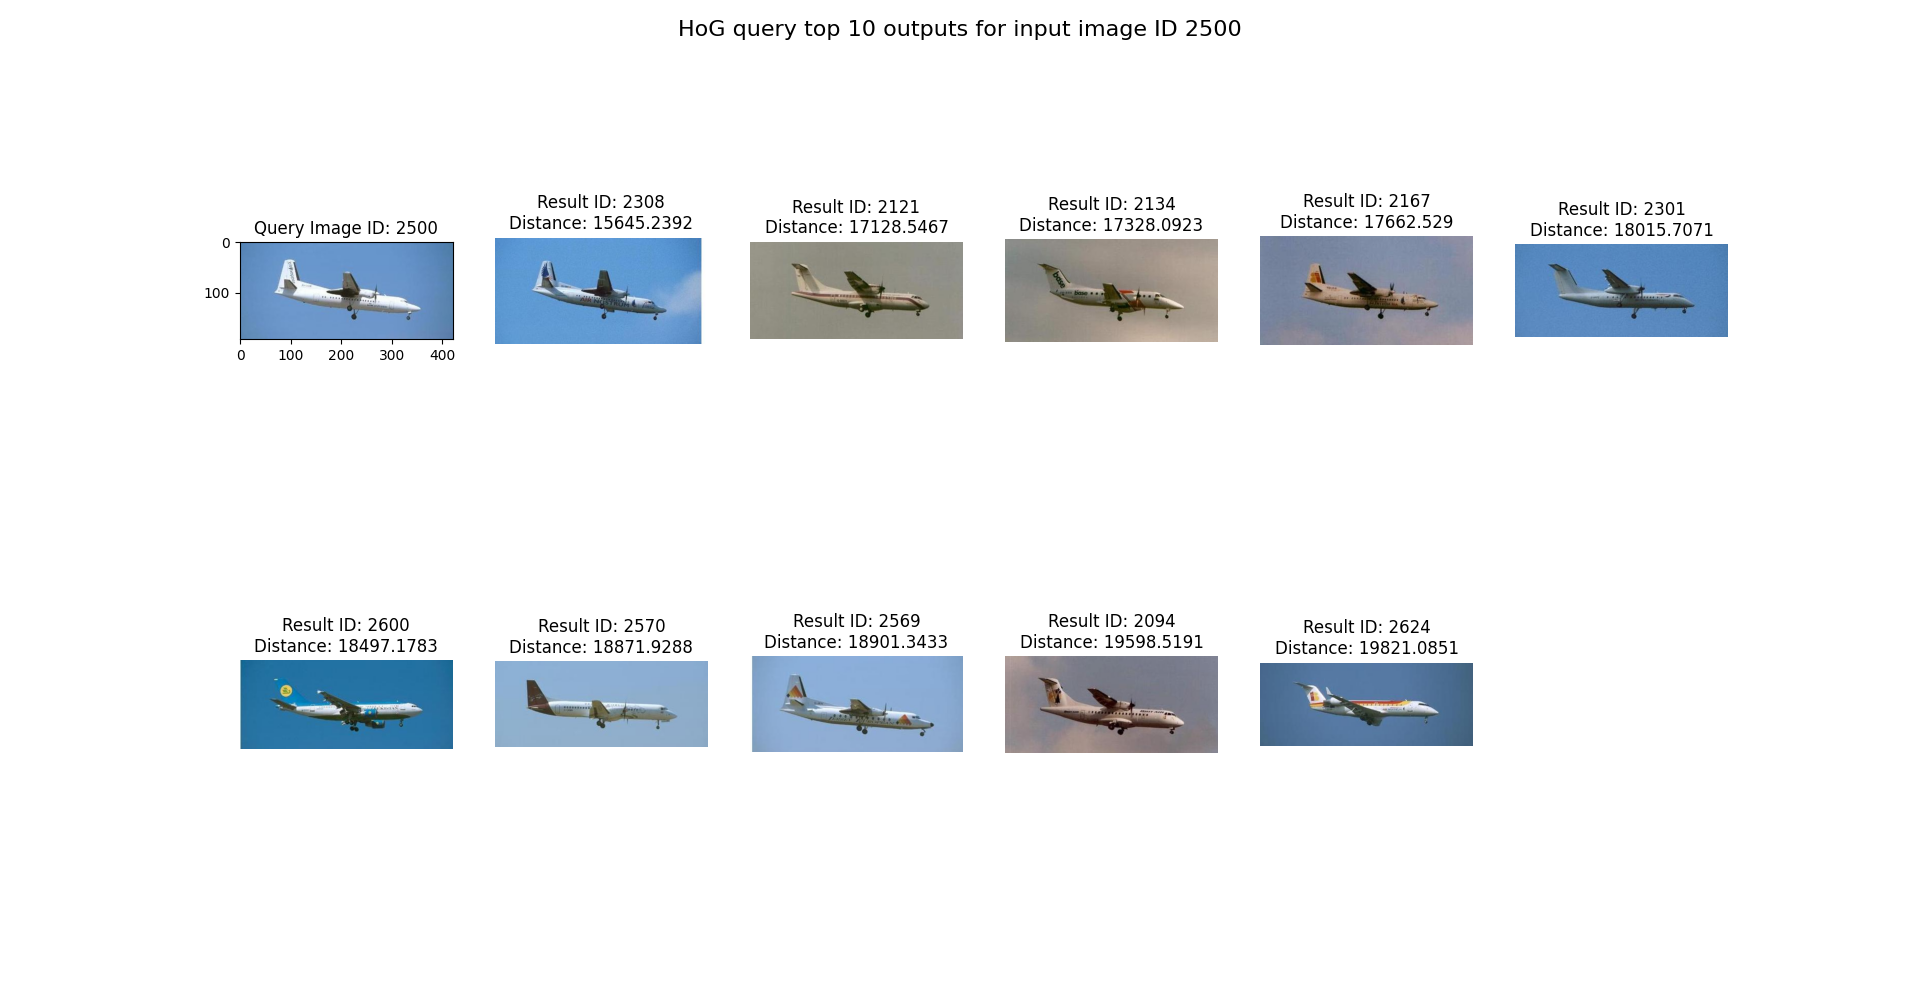 HoG query top 10 outputs for input image ID 2500
Query Image ID: 2500
0
100
0 100 200 300 400
Result ID: 2308
Distance: 15645.2392
Result ID: 2121
Distance: 17128.5467
Result ID: 2134
Distance: 17328.0923
Result ID: 2167
Distance: 17662.529
Result ID: 2301
Distance: 18015.7071
Result ID: 2600
Distance: 18497.1783
Result ID: 2570
Distance: 18871.9288
Result ID: 2569
Distance: 18901.3433
Result ID: 2094
Distance: 19598.5191
Result ID: 2624
Distance: 19821.0851